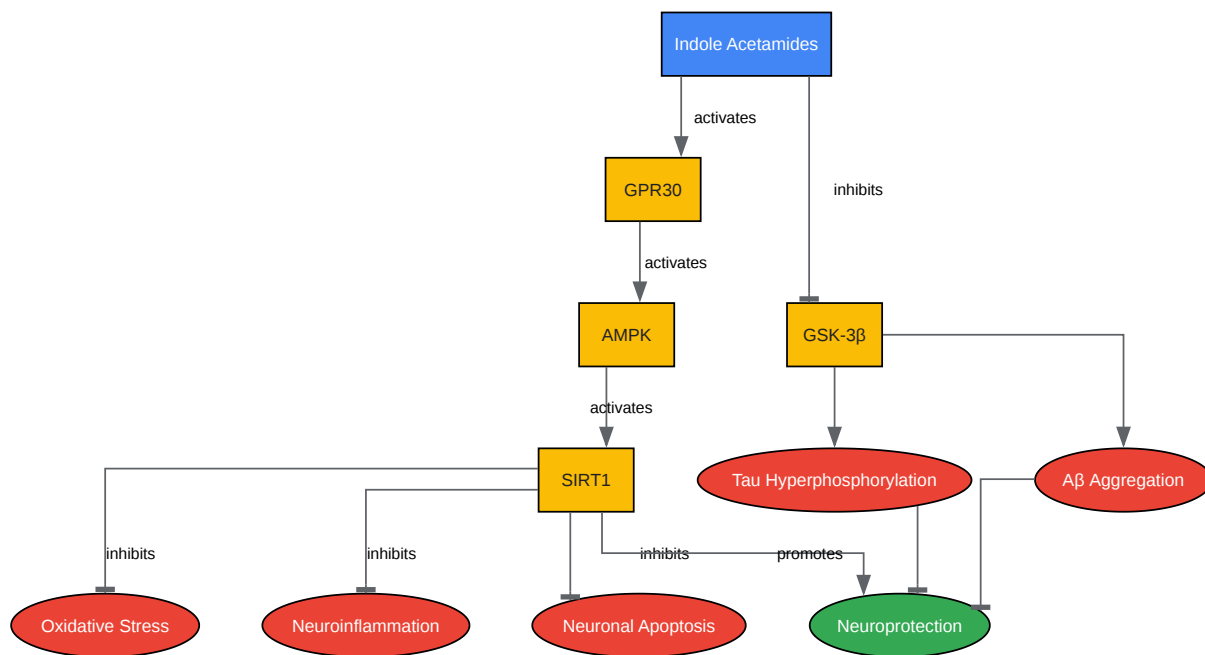 Indole Acetamides
activates
GPR30
inhibits
activates
AMPK
GSK-3β
activates
SIRT1
Tau Hyperphosphorylation
Aβ Aggregation
inhibits
inhibits
inhibits
promotes
Oxidative Stress
Neuroinflammation
Neuronal Apoptosis
Neuroprotection